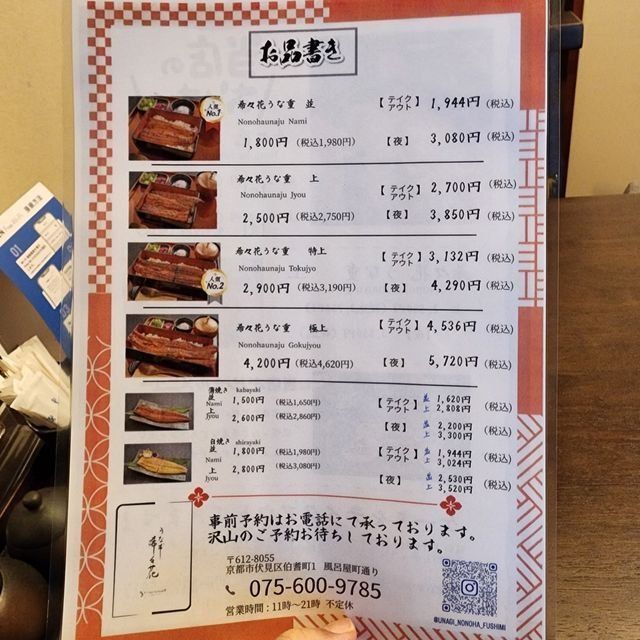 お品書き
人気 No.1
希々花うな重 並
Nonohaunaju Nami
1,800円 (税込1,980円)
【テイクアウト】 1,944円 (税込)
【夜】 3,080円 (税込)
希々花うな重 上
Nonohaunaju Jyou
2,500円 (税込2,750円)
【テイクアウト】 2,700円 (税込)
【夜】 3,850円 (税込)
人気 No.2
希々花うな重 特上
Nonohaunaju Tokujyo
2,900円 (税込3,190円)
【テイクアウト】 3,132円 (税込)
【夜】 4,290円 (税込)
希々花うな重 極上
Nonohaunaju Gokujyou
4,200円 (税込4,620円)
【テイクアウト】 4,536円 (税込)
【夜】 5,720円 (税込)
蒲焼き kabayaki
並 Nami 1,500円 (税込1,650円)
上 Jyou 2,600円 (税込2,860円)
【テイクアウト】 並 1,620円 上 2,808円 (税込)
【夜】 並 2,200円 上 3,300円 (税込)
白焼き shirayaki
並 Nami 1,800円 (税込1,980円)
上 Jyou 2,800円 (税込3,080円)
【テイクアウト】 並 1,944円 上 3,024円 (税込)
【夜】 並 2,530円 上 3,520円 (税込)
事前予約はお電話にて承っております。
沢山のご予約お待ちしております。
うな重
希々花
〒612-8055
京都市伏見区伯耆町1 風呂屋町通り
075-600-9785
営業時間:11時〜21時 不定休
@UNAGI_NONOHA_FUSHIMI
01